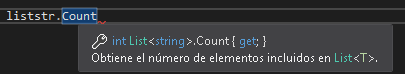 liststr.Count
int List<string>.Count { get; }
Obtiene el número de elementos incluidos en List<T>.